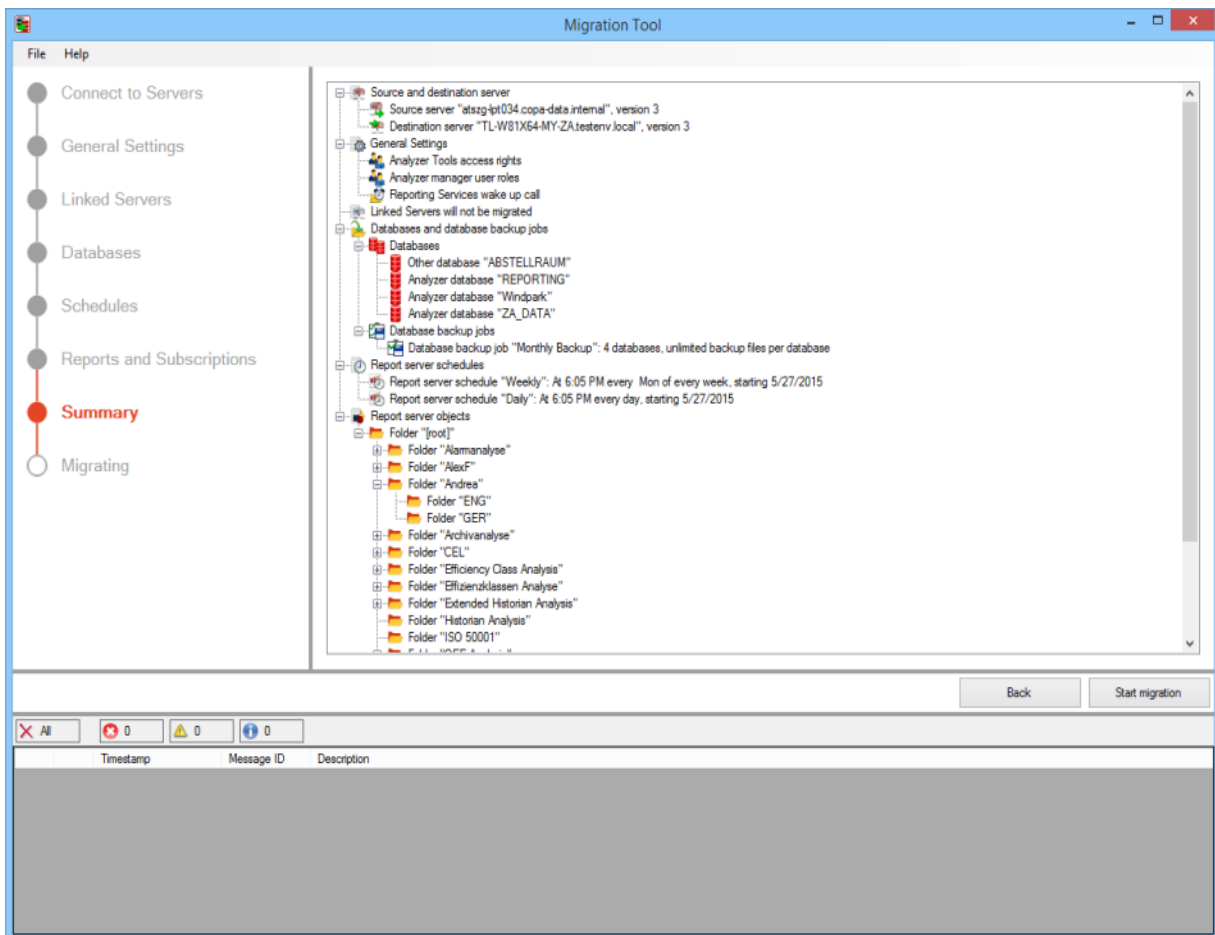 Migration Tool
File Help
Connect to Servers
General Settings
Linked Servers
Databases
Schedules
Reports and Subscriptions
Summary
Migrating
Source and destination server
Source server "atszg-lpt034.copa-data.internal", version 3
Destination server "TL-W81X64-MY-ZA.testenv.local", version 3
General Settings
Analyzer Tools access rights
Analyzer manager user roles
Reporting Services wake up call
Linked Servers will not be migrated
Databases and database backup jobs
Databases
Other database "ABSTELLRAUM"
Analyzer database "REPORTING"
Analyzer database "Windpark"
Analyzer database "ZA_DATA"
Database backup jobs
Database backup job "Monthly Backup": 4 databases, unlimited backup files per database
Report server schedules
Report server schedule "Weekly": At 6:05 PM every Mon of every week, starting 5/27/2015
Report server schedule "Daily": At 6:05 PM every day, starting 5/27/2015
Report server objects
Folder "[root]"
Folder "Alarmanalyse"
Folder "AlexF"
Folder "Andrea"
Folder "ENG"
Folder "GER"
Folder "Archivanalyse"
Folder "CEL"
Folder "Efficiency Class Analysis"
Folder "Effizienzklassen Analyse"
Folder "Extended Historian Analysis"
Folder "Historian Analysis"
Folder "ISO 50001"
Back Start migration
All 0 0 0
Timestamp Message ID Description